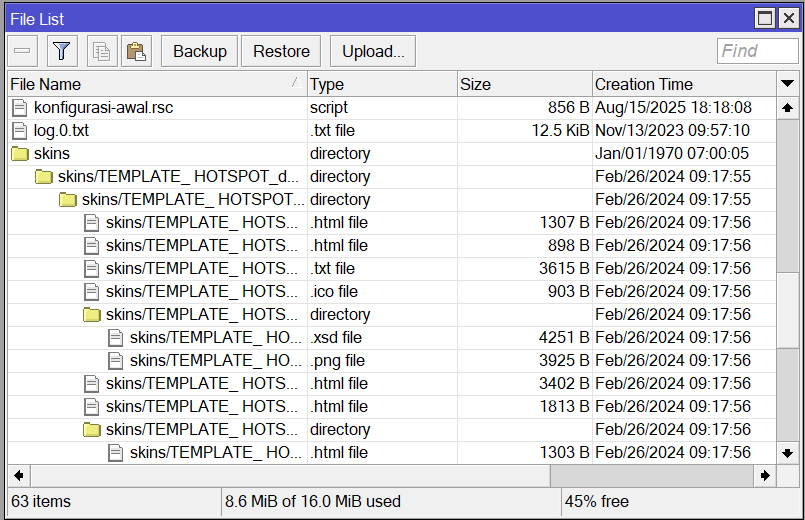 File List
Backup Restore Upload... Find
File Name Type Size Creation Time
konfigurasi-awal.rsc script 856 B Aug/15/2025 18:18:08
log.0.txt .txt file 12.5 KiB Nov/13/2023 09:57:10
skins directory Jan/01/1970 07:00:05
skins/TEMPLATE_ HOTSPOT_d... directory Feb/26/2024 09:17:55
skins/TEMPLATE_ HOTSPOT... directory Feb/26/2024 09:17:55
skins/TEMPLATE_ HOTS... .html file 1307 B Feb/26/2024 09:17:56
skins/TEMPLATE_ HOTS... .html file 898 B Feb/26/2024 09:17:56
skins/TEMPLATE_ HOTS... .txt file 3615 B Feb/26/2024 09:17:56
skins/TEMPLATE_ HOTS... .ico file 903 B Feb/26/2024 09:17:56
skins/TEMPLATE_ HOTS... directory Feb/26/2024 09:17:56
skins/TEMPLATE_ HO... .xsd file 4251 B Feb/26/2024 09:17:56
skins/TEMPLATE_ HO... .png file 3925 B Feb/26/2024 09:17:56
skins/TEMPLATE_ HOTS... .html file 3402 B Feb/26/2024 09:17:56
skins/TEMPLATE_ HOTS... .html file 1813 B Feb/26/2024 09:17:56
skins/TEMPLATE_ HOTS... directory Feb/26/2024 09:17:56
skins/TEMPLATE_ HO... .html file 1303 B Feb/26/2024 09:17:56
63 items 8.6 MiB of 16.0 MiB used 45% free